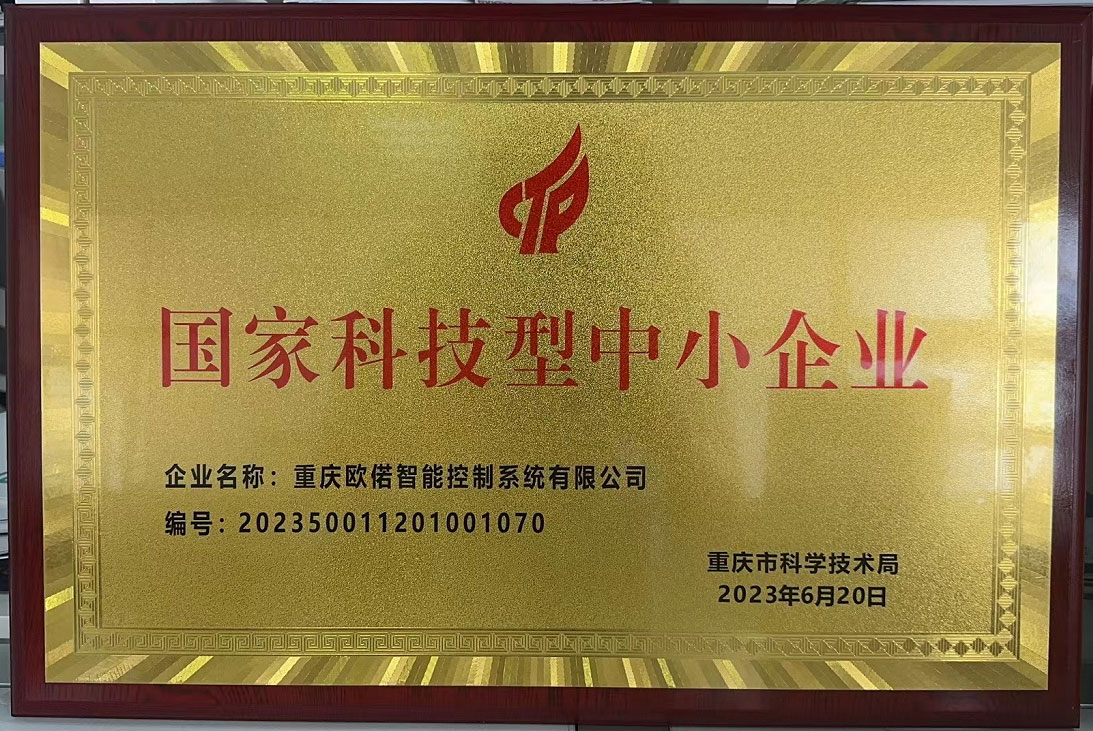 CTP
国家科技型中小企业
企业名称：重庆欧偌智能控制系统有限公司
编号：202350011201001070
重庆市科学技术局
2023年6月20日